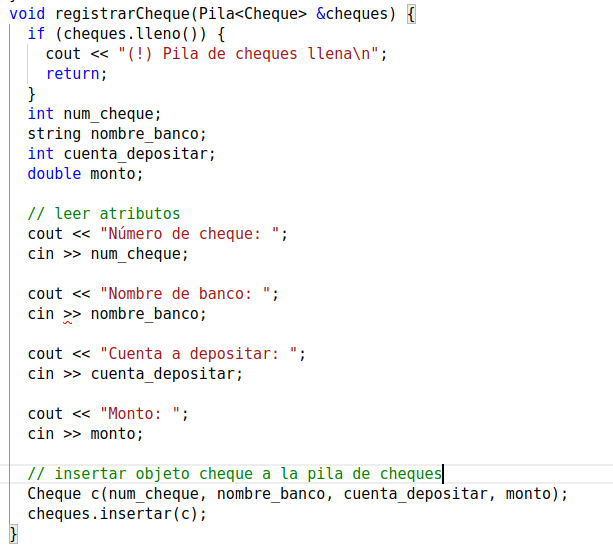 void registrarCheque(Pila<Cheque> &cheques) {
if (cheques.lleno()) {
cout << "(!) Pila de cheques llena\n";
return;
}
int num_cheque;
string nombre_banco;
int cuenta_depositar;
double monto;
// leer atributos
cout << "Número de cheque: ";
cin >> num_cheque;
cout << "Nombre de banco: ";
cin >> nombre_banco;
cout << "Cuenta a depositar: ";
cin >> cuenta_depositar;
cout << "Monto: ";
cin >> monto;
// insertar objeto cheque a la pila de cheques
Cheque c(num_cheque, nombre_banco, cuenta_depositar, monto);
cheques.insertar(c);
}